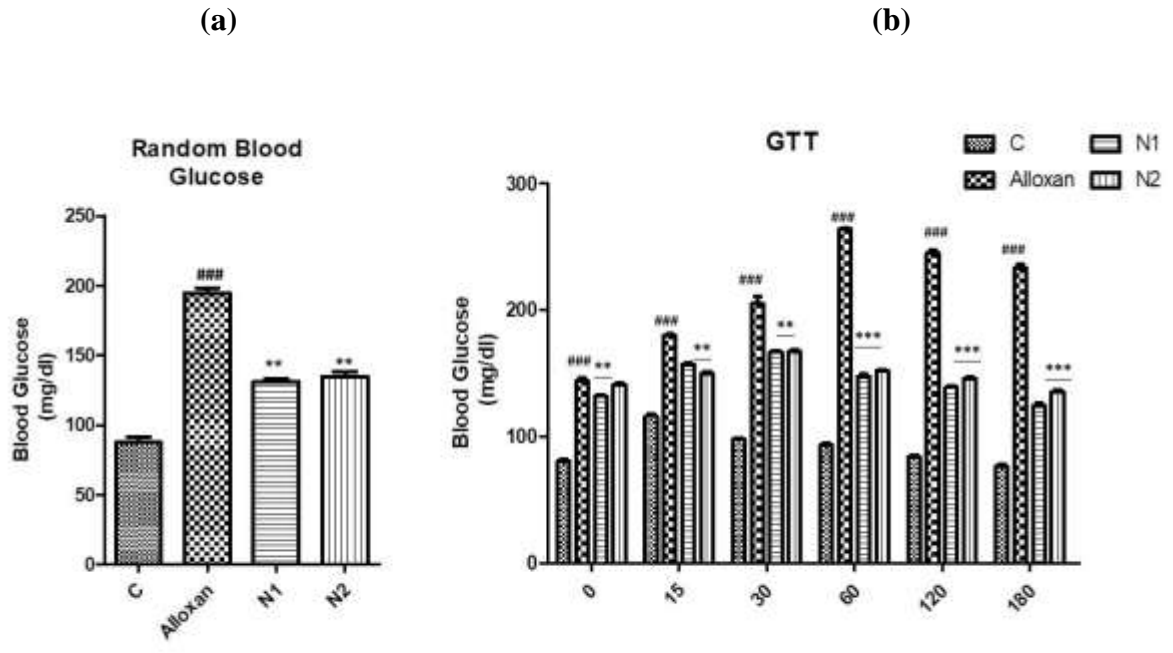 (a)
(b)
Random Blood
Glucose
Blood Glucose
(mg/dl)
250
200
150
100
50
0
###
**
**
C
Alloxan
N1
N2
GTT
C
N1
Alloxan
N2
Blood Glucose
(mg/dl)
300
200
100
0
###
**
###
**
###
**
###
***
###
***
###
***
0
15
30
60
120
180